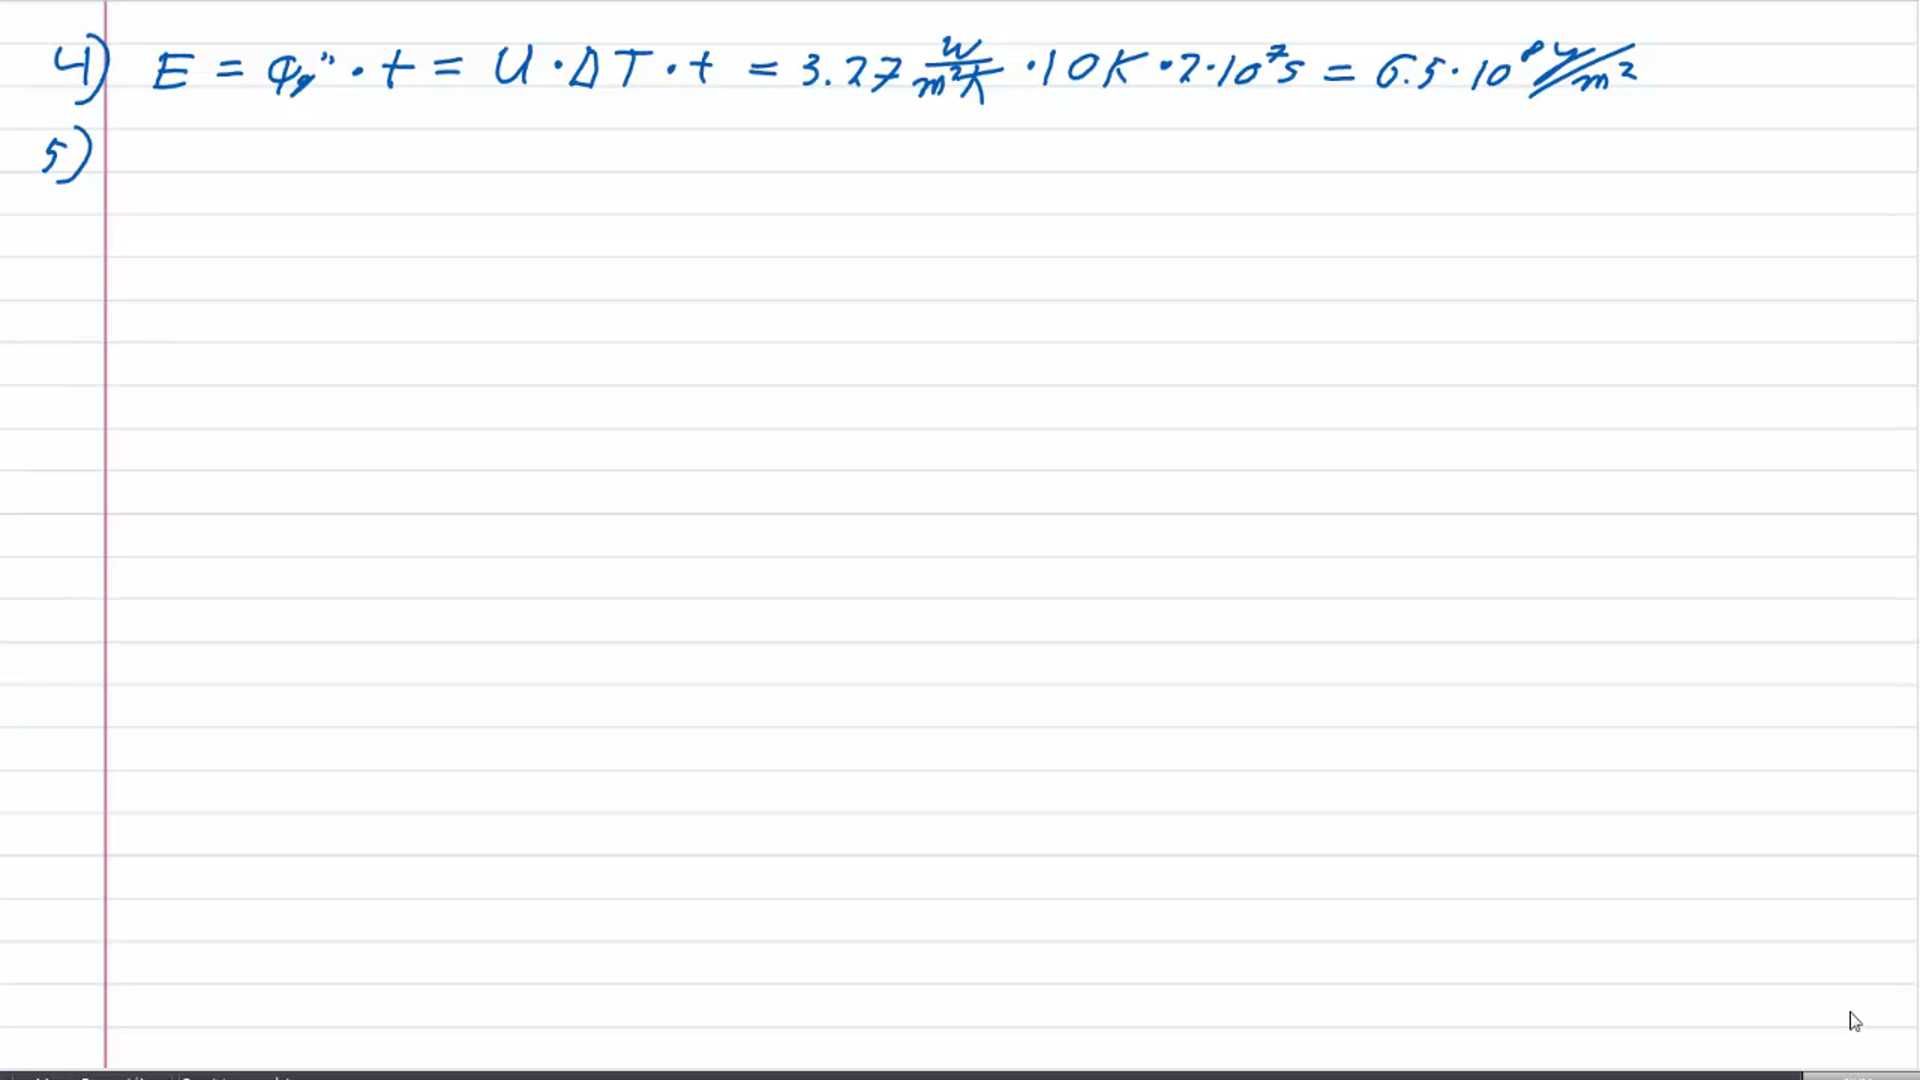 4) E = ϕq" · t = U · ΔT · t = 3.27 W/m²K · 10K · 2·10⁷s = 6.5·10⁸ J/m²
5)